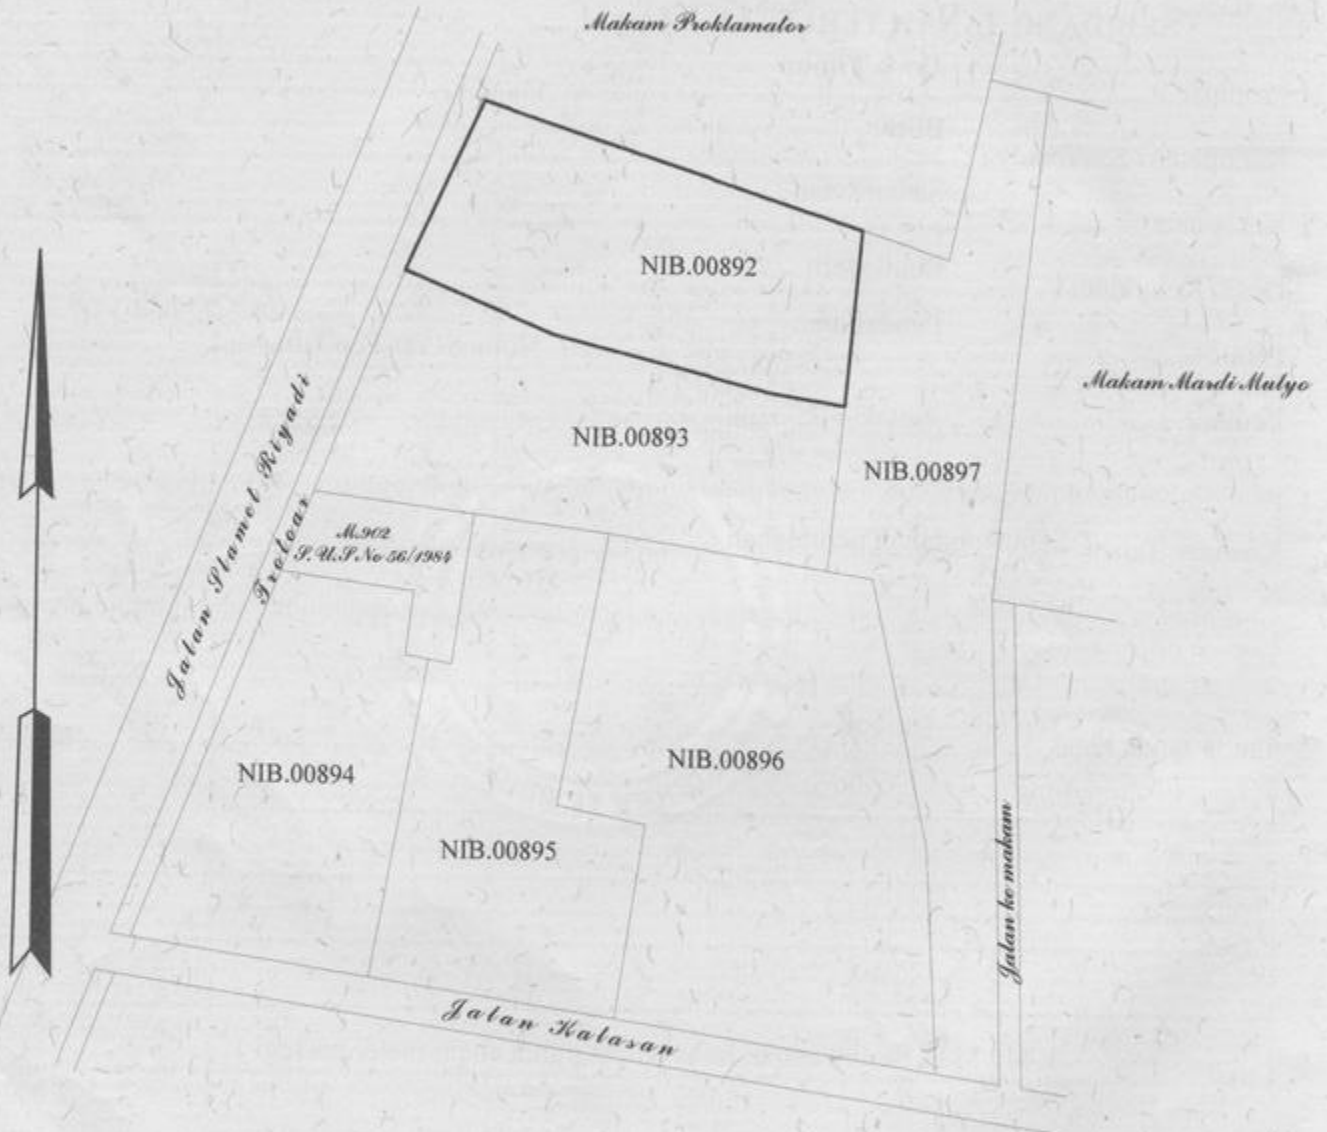 Makam Proklamator
NIB.00892
Makam Mardi Mulyo
NIB.00893
NIB.00897
Jalan Slamet Riyadi
Trotoar
M.902
S.U.S No 56/1984
NIB.00894
NIB.00896
NIB.00895
Jalan ke makam
Jalan Kalasan